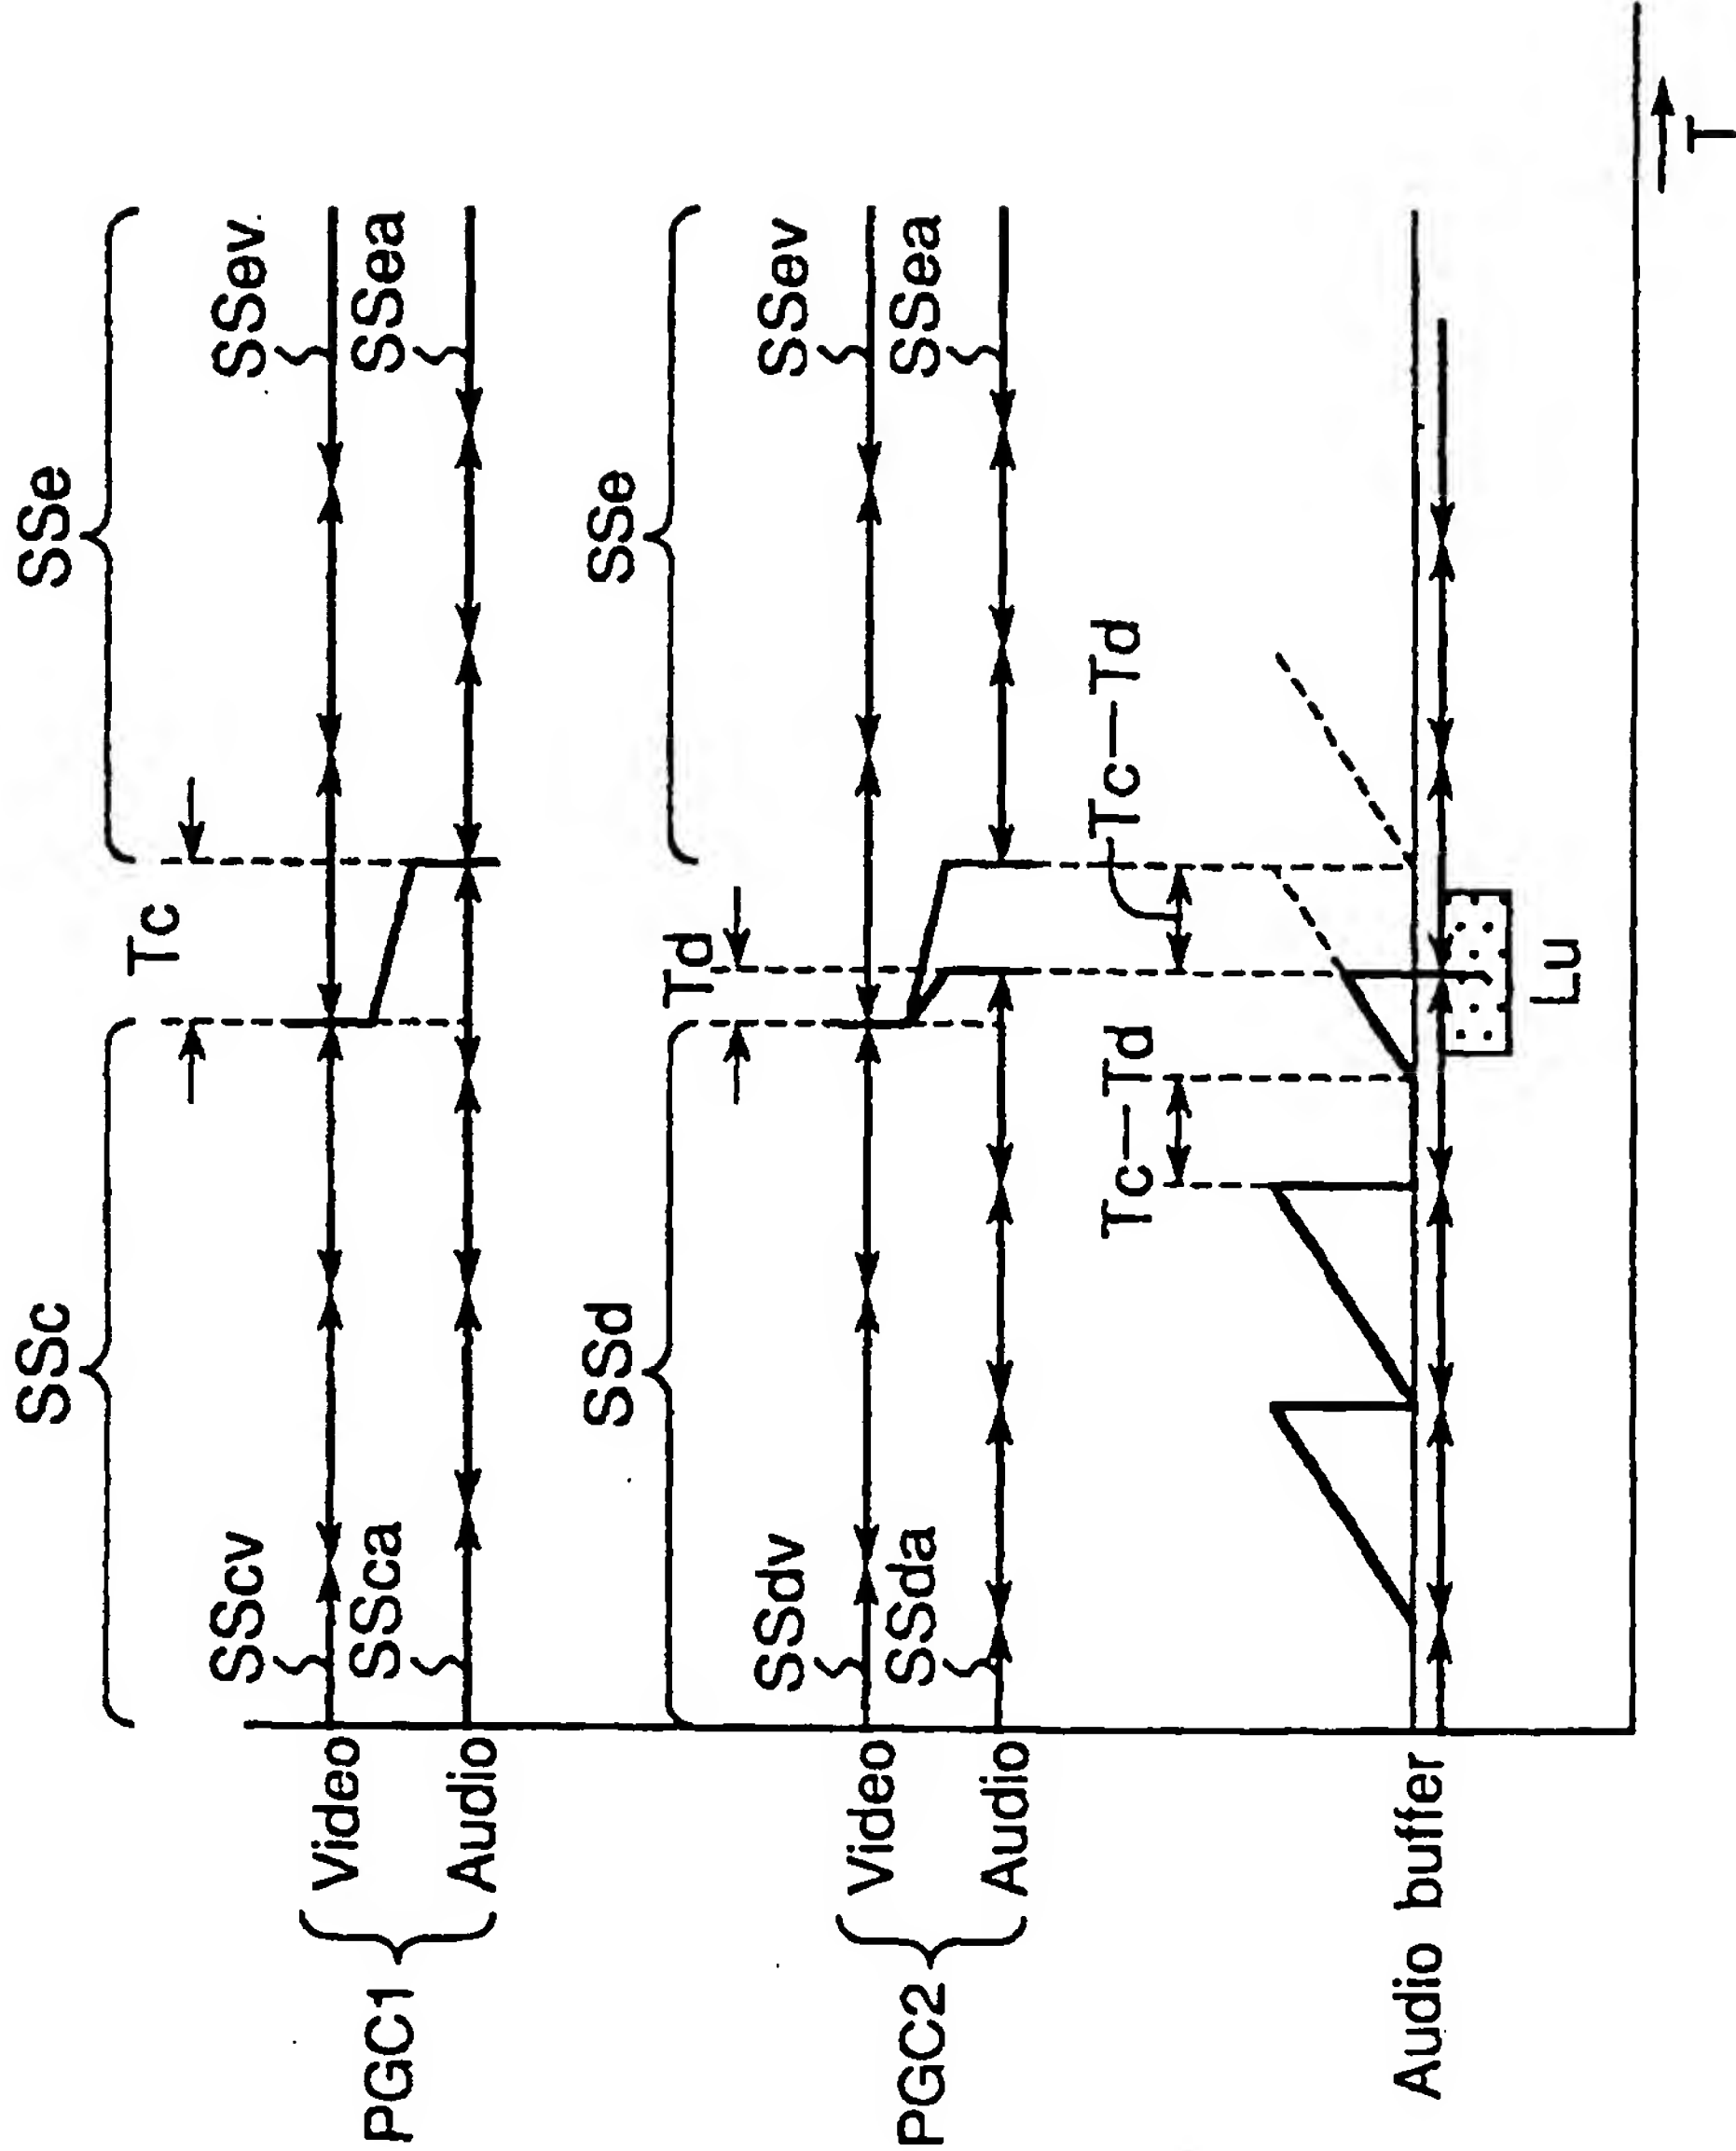 SSc
SSe
Tc
SScv
SSev
Video
SSca
SSea
Audio
PGC1
SSd
SSe
Td
SSdv
SSev
Video
SSda
SSea
Audio
PGC2
Tc—Td
Tc—Td
Audio buffer
Lu
T